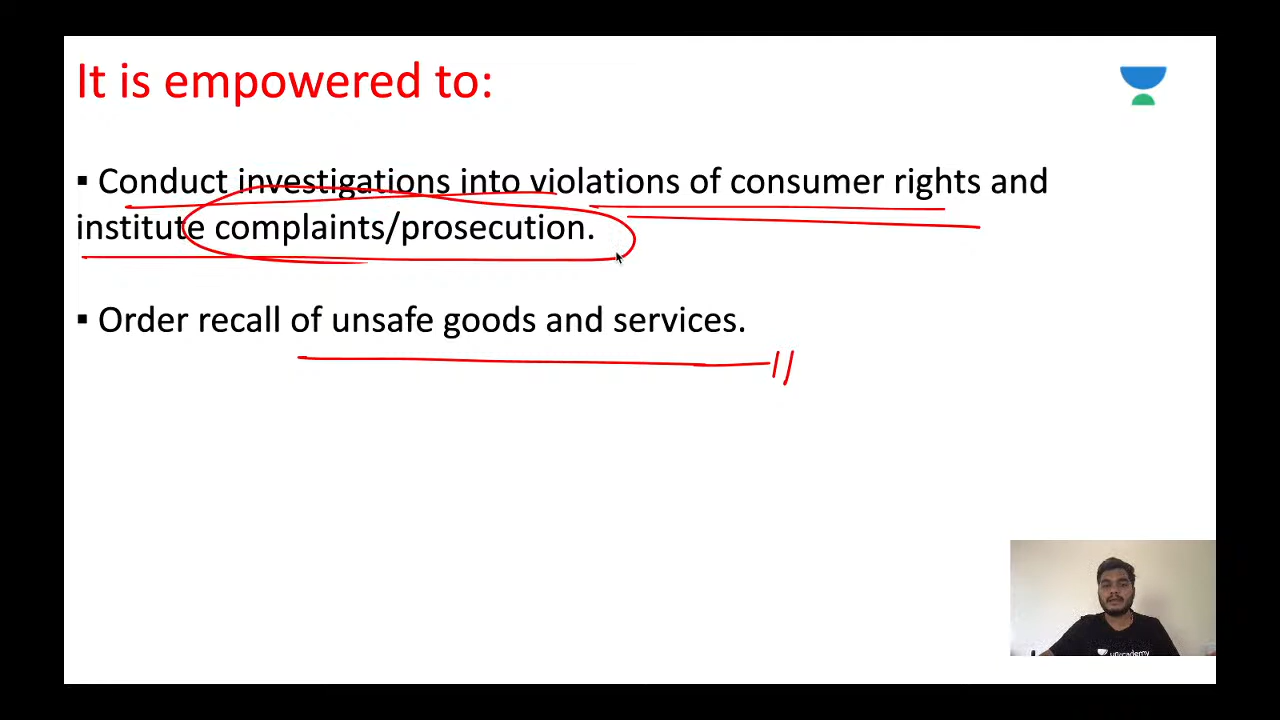 It is empowered to:
▪ Conduct investigations into violations of consumer rights and
institute complaints/prosecution.
▪ Order recall of unsafe goods and services.
unacademy